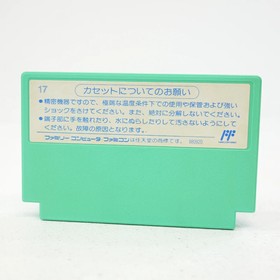 17 カセットについてのお願い
●精密機器ですので、極端な温度条件下での使用や保管および強い
ショックをさけてください。また、絶対に分解しないでください。
●端子部に手を触れたり、水にぬらしたりして汚さないようにして
ください。故障の原因となります。
ファミリーコンピュータ・ファミコンは任天堂の商標です。